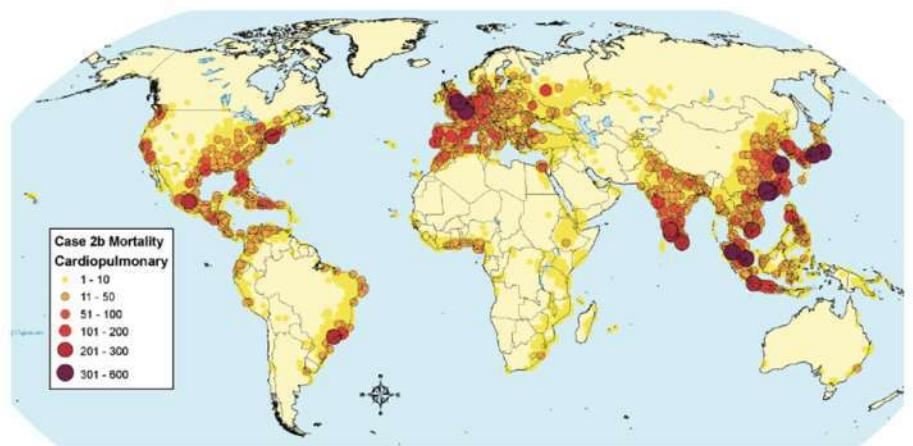 Case 2b Mortality
Cardiopulmonary
1 - 10
11 - 50
51 - 100
101 - 200
201 - 300
301 - 600
N
S